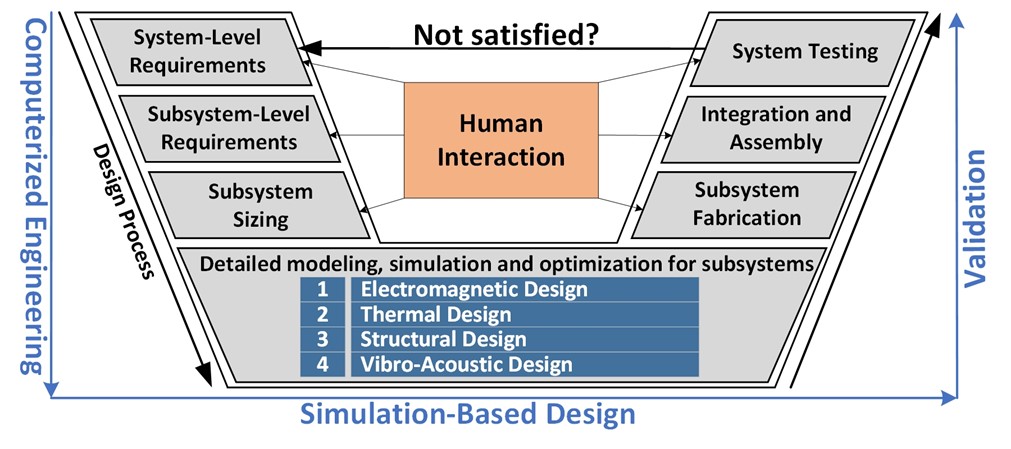 Computerized Engineering
Design Process
System-Level
Requirements
Subsystem-Level
Requirements
Subsystem
Sizing
Not satisfied?
Human
Interaction
System Testing
Integration and
Assembly
Subsystem
Fabrication
Validation
Detailed modeling, simulation and optimization for subsystems
1 Electromagnetic Design
2 Thermal Design
3 Structural Design
4 Vibro-Acoustic Design
Simulation-Based Design